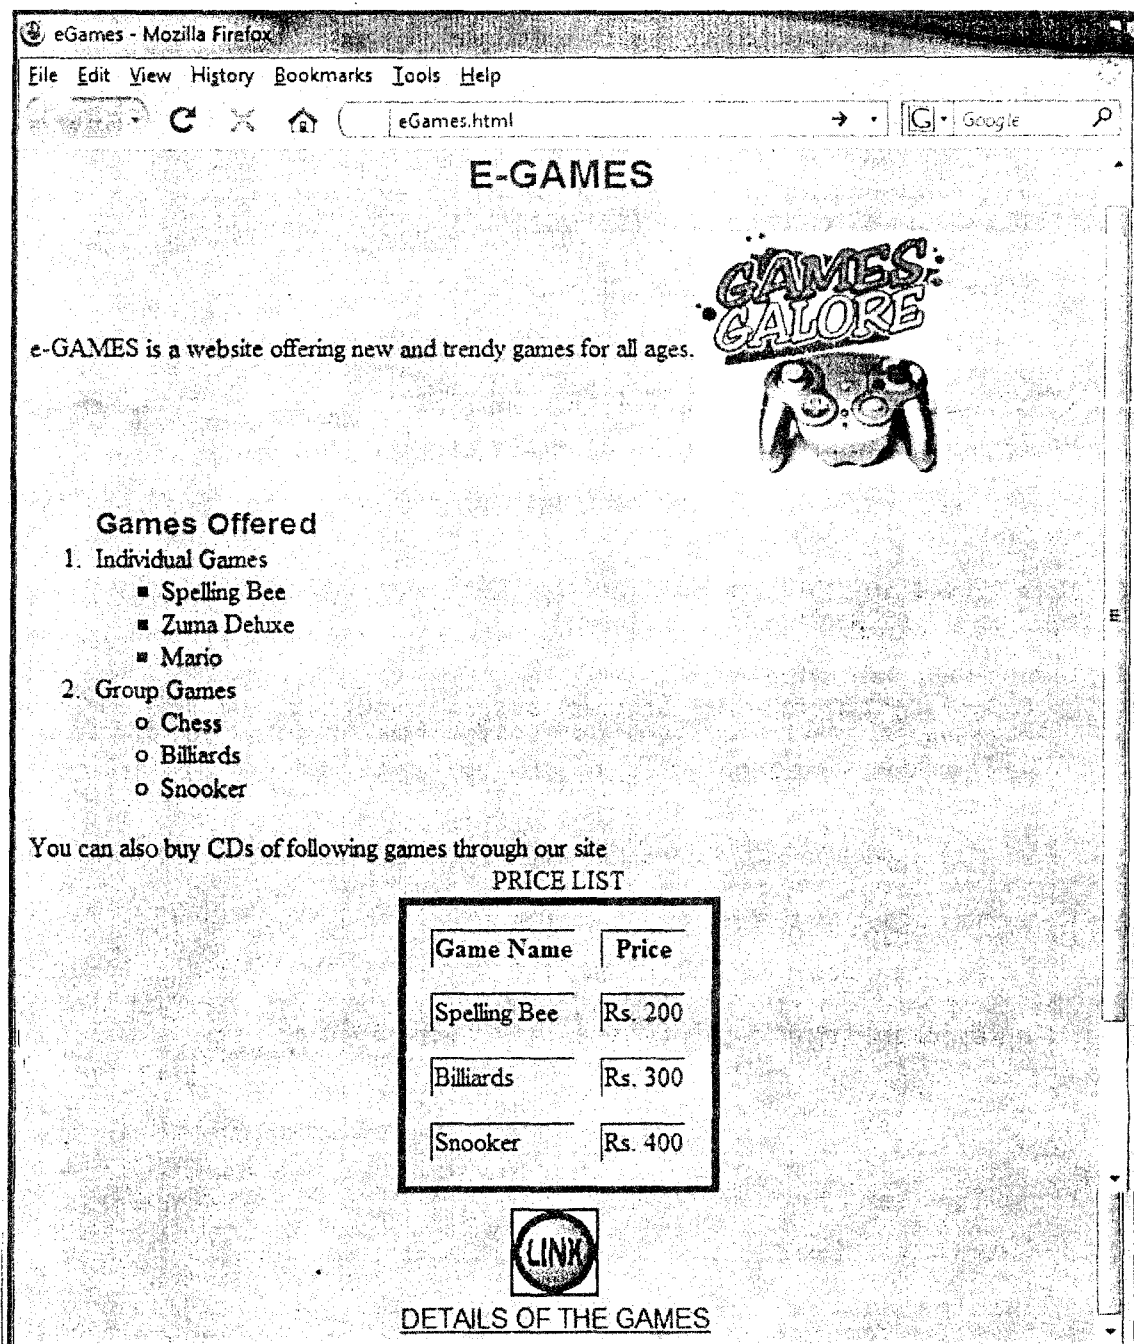 eGames - Mozilla Firefox
File Edit View History Bookmarks Tools Help
eGames.html
G Google
E-GAMES
GAMES
GALORE
e-GAMES is a website offering new and trendy games for all ages.
Games Offered
1. Individual Games
Spelling Bee
Zuma Deluxe
Mario
2. Group Games
Chess
Billiards
Snooker
You can also buy CDs of following games through our site
PRICE LIST
Game Name Price
Spelling Bee Rs. 200
Billiards Rs. 300
Snooker Rs. 400
LINK
DETAILS OF THE GAMES